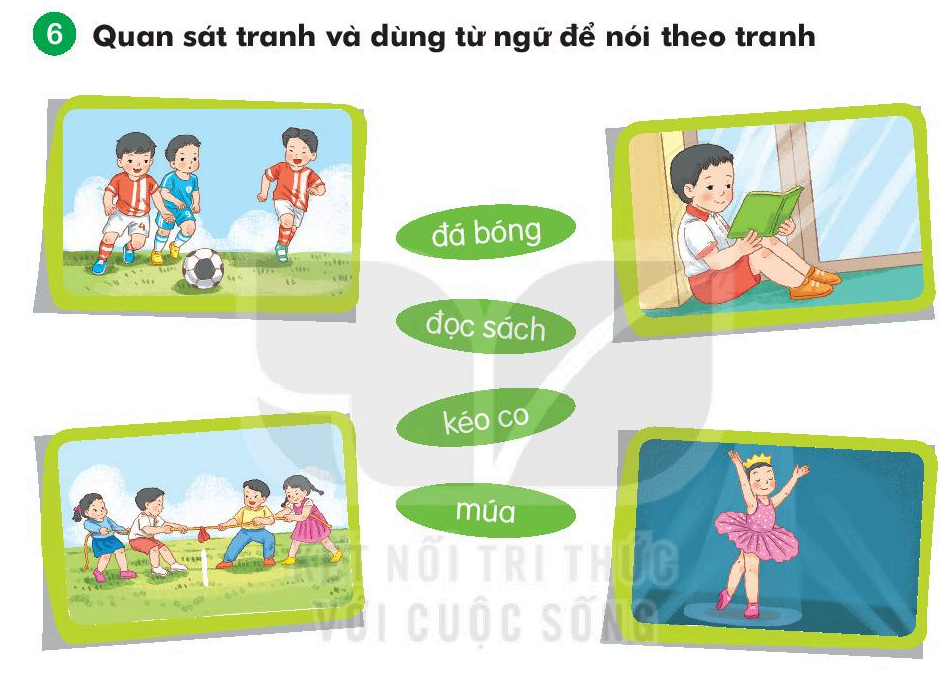 6 Quan sát tranh và dùng từ ngữ để nói theo tranh
đá bóng
đọc sách
kéo co
múa
KẾT NỐI TRI THỨC
VỚI CUỘC SỐNG